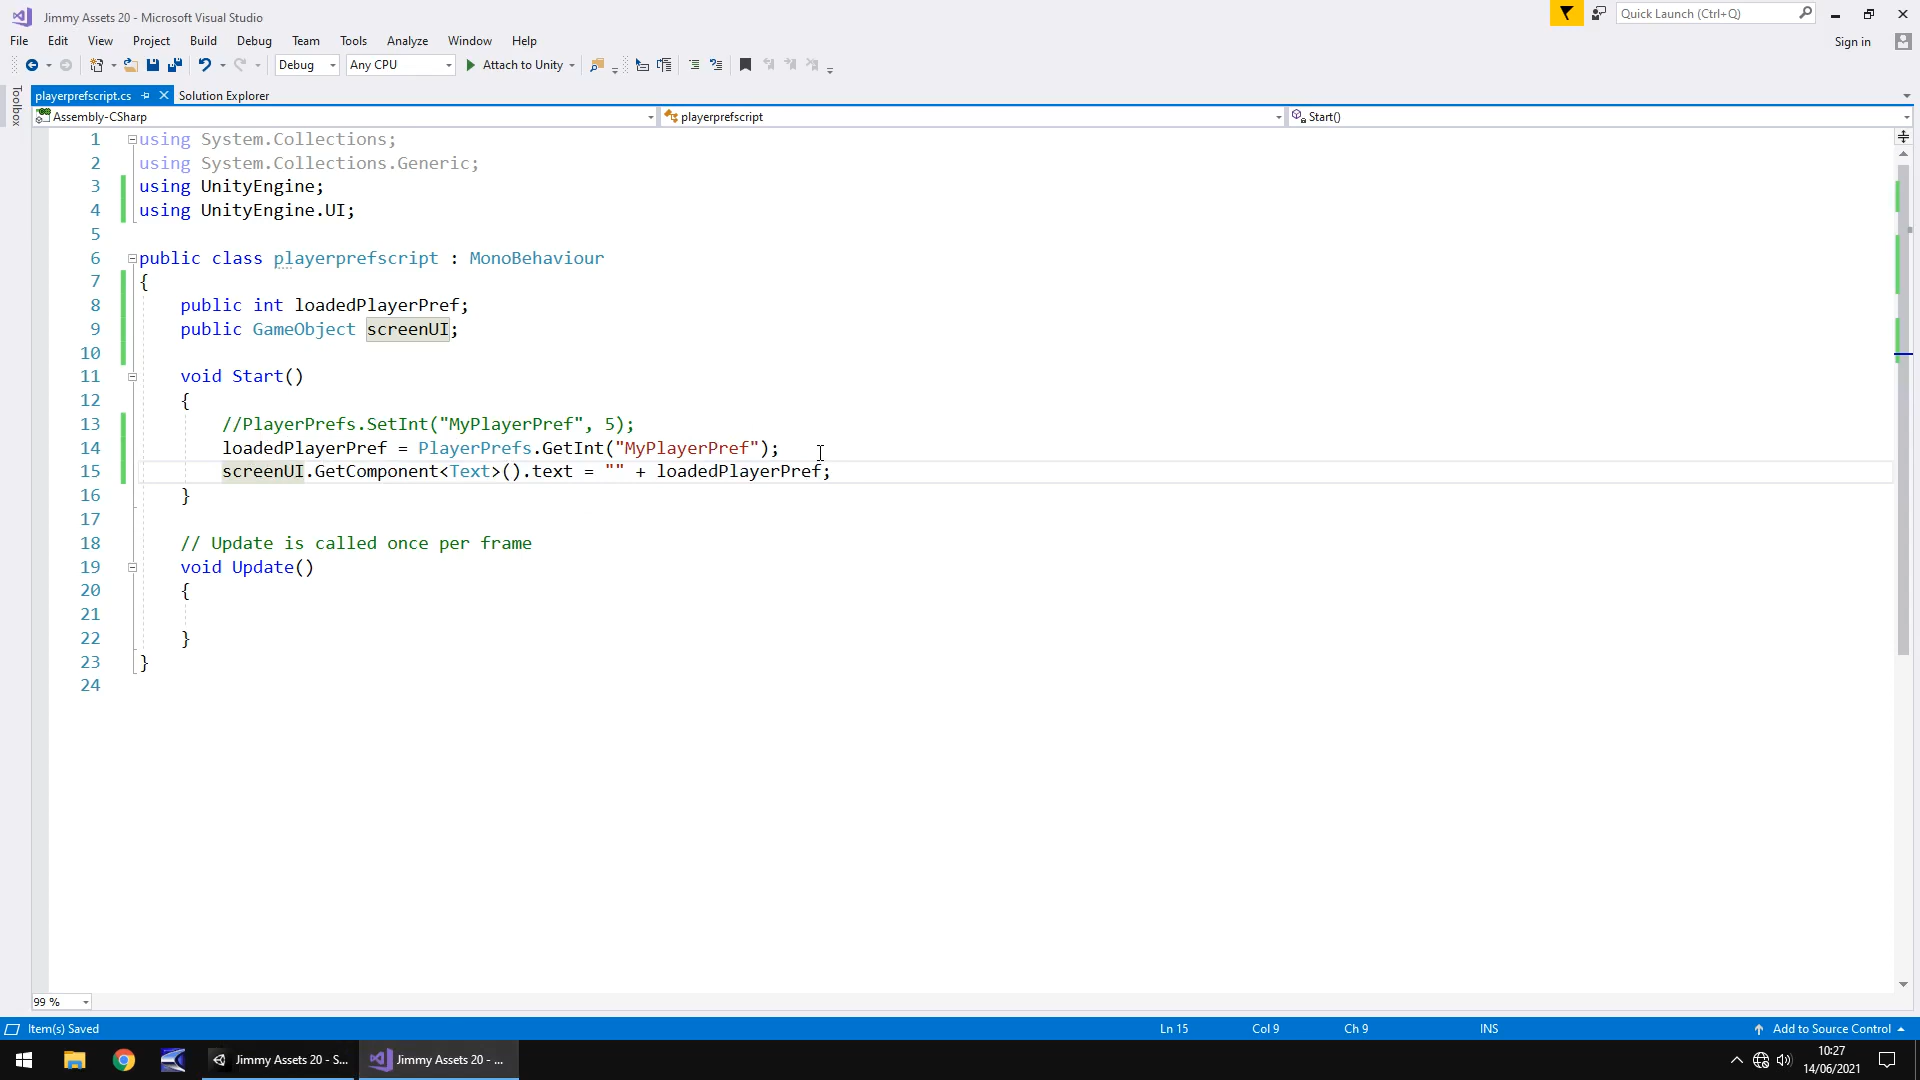 Jimmy Assets 20 - Microsoft Visual Studio
Quick Launch (Ctrl+Q)
File Edit View Project Build Debug Team Tools Analyze Window Help
Sign in
Debug Any CPU Attach to Unity
Toolbox
playerprefscript.cs Solution Explorer
Assembly-CSharp playerprefscript Start()
1 using System.Collections;
2 using System.Collections.Generic;
3 using UnityEngine;
4 using UnityEngine.UI;
5
6 public class playerprefscript : MonoBehaviour
7 {
8 public int loadedPlayerPref;
9 public GameObject screenUI;
10
11 void Start()
12 {
13 //PlayerPrefs.SetInt("MyPlayerPref", 5);
14 loadedPlayerPref = PlayerPrefs.GetInt("MyPlayerPref");
15 screenUI.GetComponent<Text>().text = "" + loadedPlayerPref;
16 }
17
18 // Update is called once per frame
19 void Update()
20 {
21
22 }
23 }
24
99 %
Item(s) Saved Ln 15 Col 9 Ch 9 INS Add to Source Control
Jimmy Assets 20 - S... Jimmy Assets 20 - ... 10:27
14/06/2021